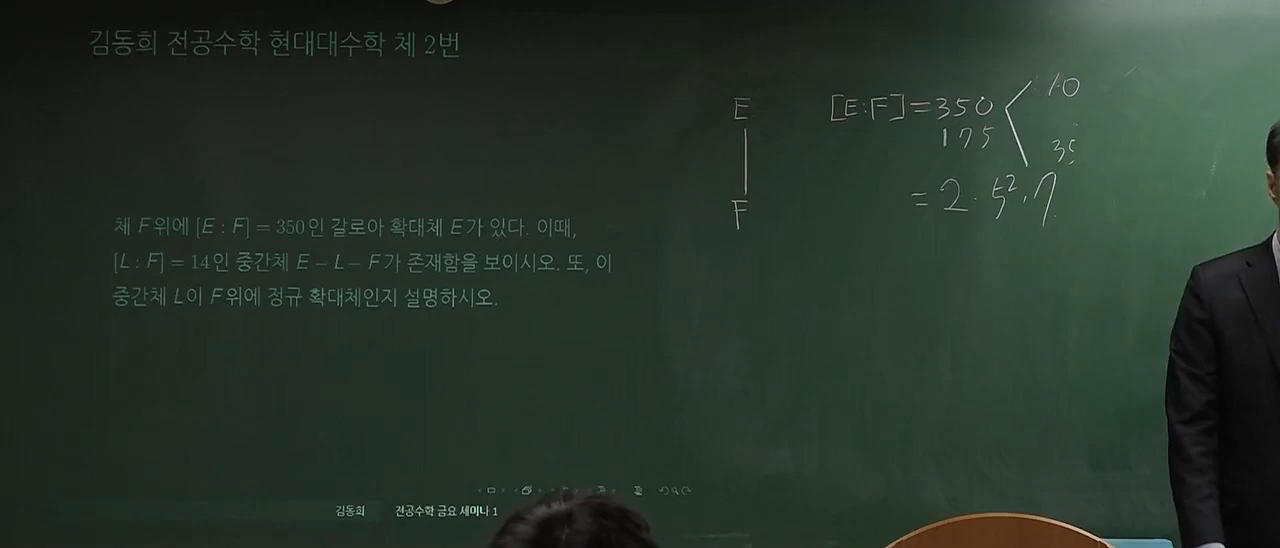 김동희 전공수학 현대대수학 체 2번
체 F위에 [E : F] = 350인 갈로아 확대체 E가 있다. 이때,
[L : F] = 14인 중간체 E − L − F가 존재함을 보이시오. 또, 이
중간체 L이 F위에 정규 확대체인지 설명하시오.
E
F
[E:F]=350
10
175
35
= 2 · 5² · 7
김동희 전공수학 금요 세미나 1